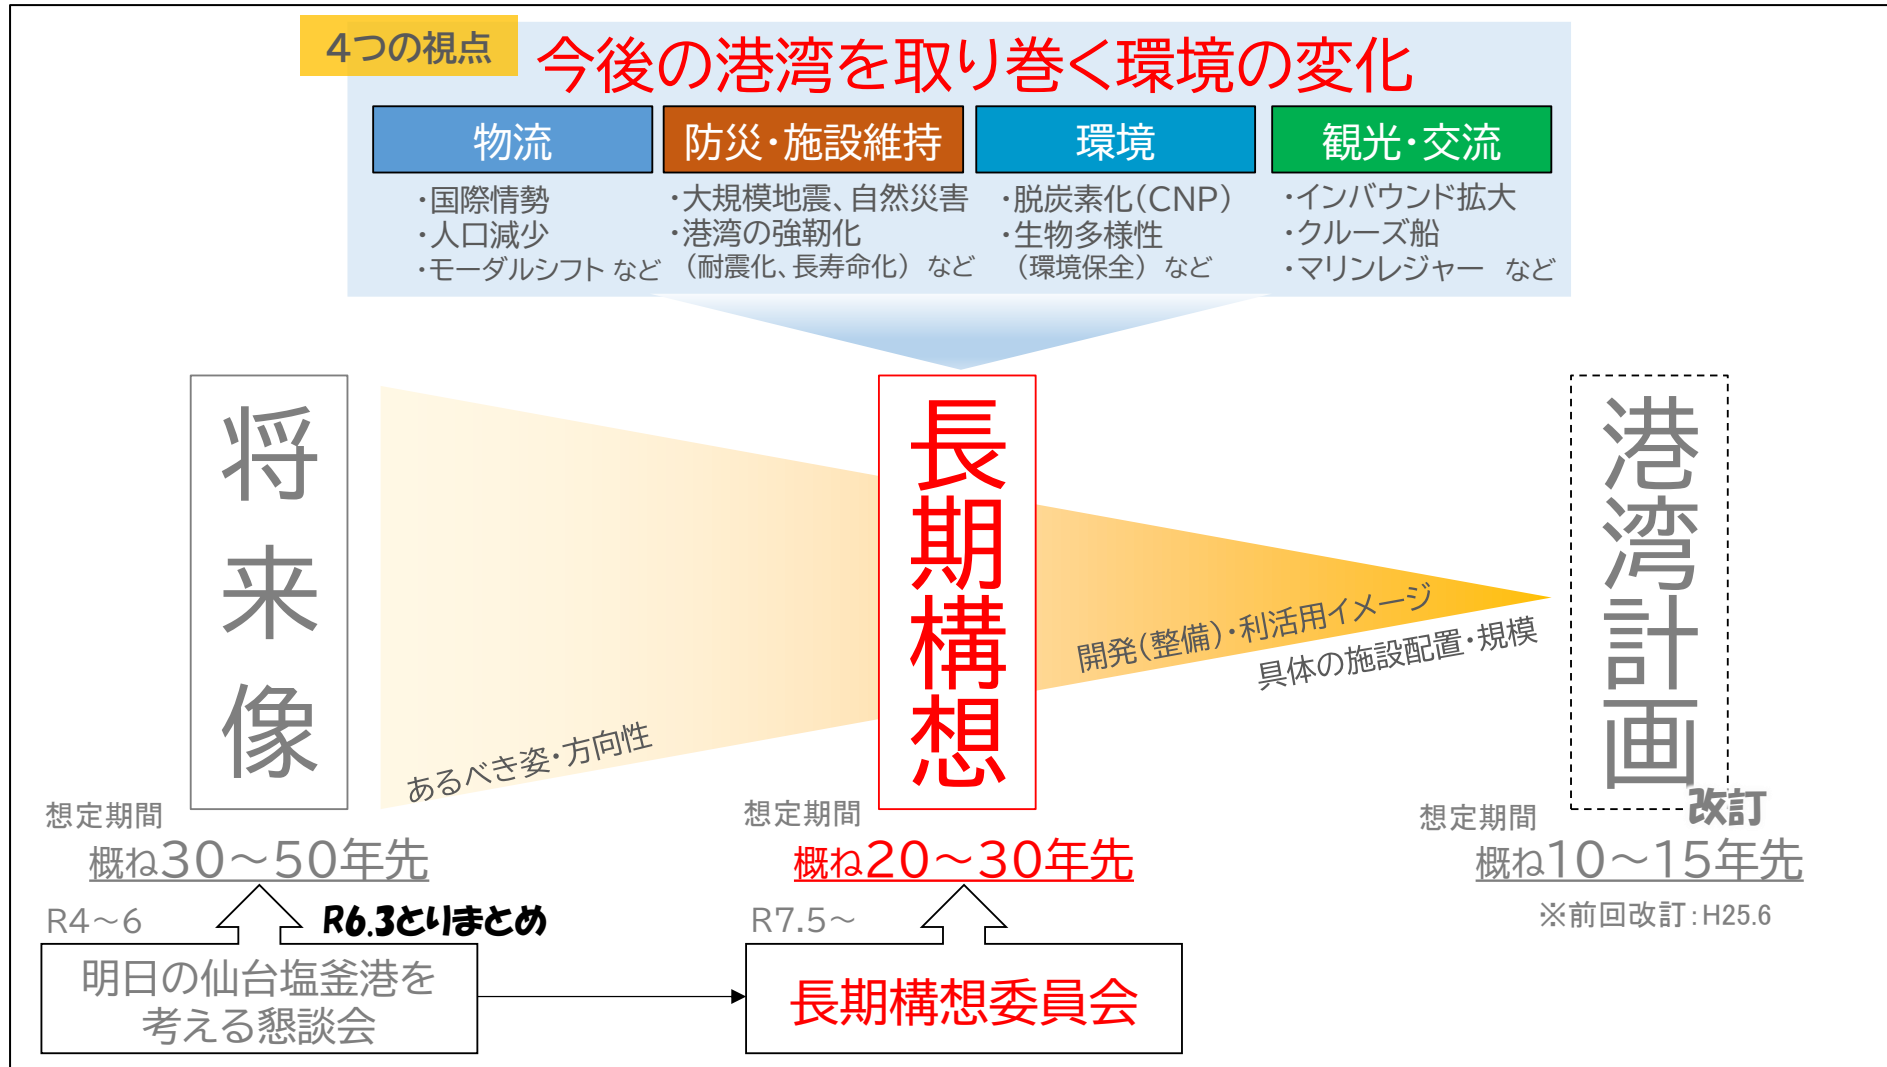 4つの視点
今後の港湾を取り巻く環境の変化
物流
・国際情勢
・人口減少
・モーダルシフト など
防災・施設維持
・大規模地震、自然災害
・港湾の強靭化
（耐震化、長寿命化） など
環境
・脱炭素化(CNP)
・生物多様性
（環境保全） など
観光・交流
・インバウンド拡大
・クルーズ船
・マリンレジャー など
将来像
長期構想
港湾計画
改訂
あるべき姿・方向性
開発(整備)・利活用イメージ
具体の施設配置・規模
想定期間
概ね30～50年先
想定期間
概ね20～30年先
想定期間
概ね10～15年先
※前回改訂:H25.6
R4～6
R6.3とりまとめ
明日の仙台塩釜港を
考える懇談会
R7.5～
長期構想委員会